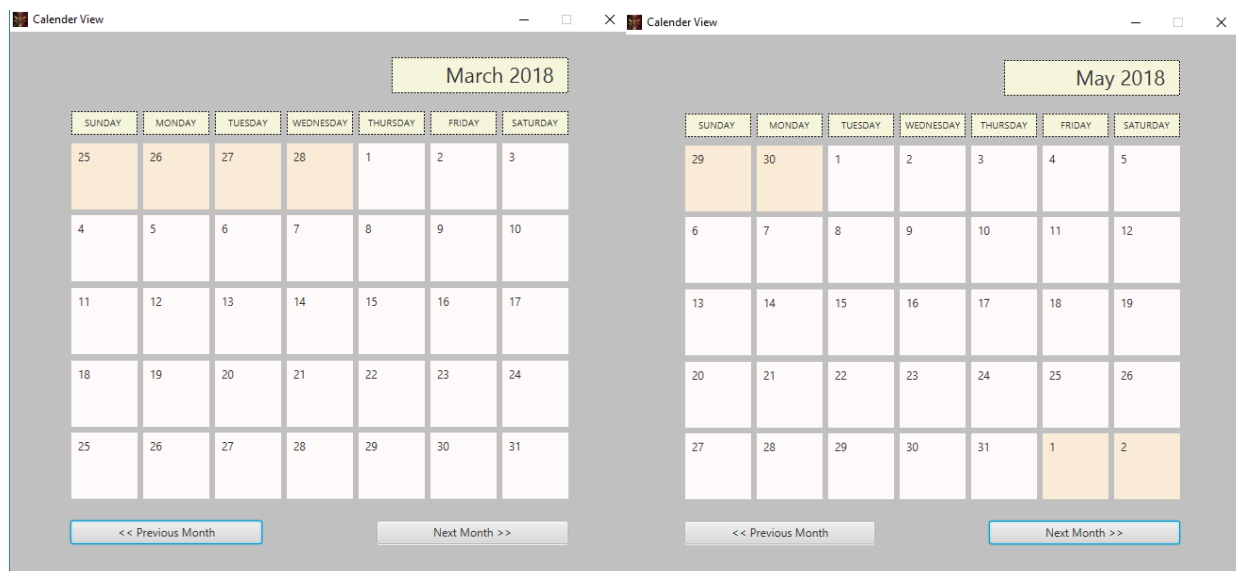 Calender View
March 2018
SUNDAY MONDAY TUESDAY WEDNESDAY THURSDAY FRIDAY SATURDAY
25 26 27 28 1 2 3
4 5 6 7 8 9 10
11 12 13 14 15 16 17
18 19 20 21 22 23 24
25 26 27 28 29 30 31
<< Previous Month Next Month >>
Calender View
May 2018
SUNDAY MONDAY TUESDAY WEDNESDAY THURSDAY FRIDAY SATURDAY
29 30 1 2 3 4 5
6 7 8 9 10 11 12
13 14 15 16 17 18 19
20 21 22 23 24 25 26
27 28 29 30 31 1 2
<< Previous Month Next Month >>